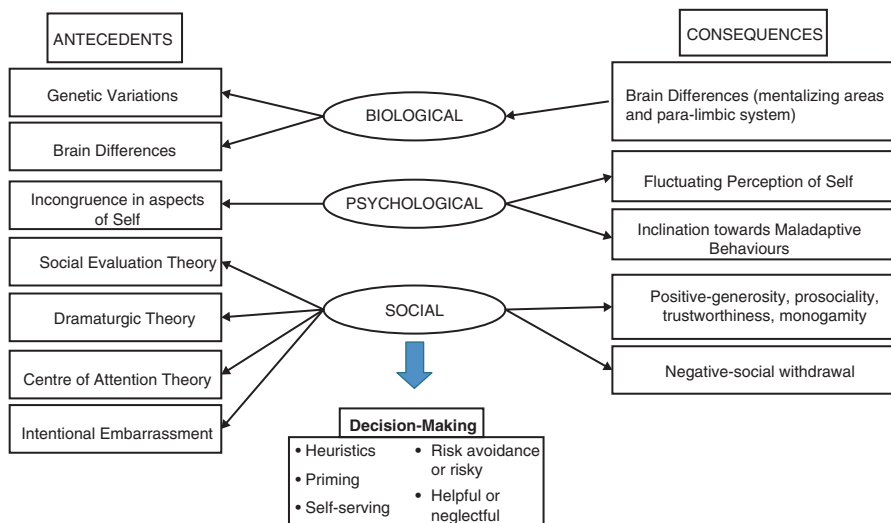 ANTECEDENTS
CONSEQUENCES
Genetic Variations
Brain Differences
BIOLOGICAL
Brain Differences (mentalizing areas
and para-limbic system)
Incongruence in aspects
of Self
PSYCHOLOGICAL
Fluctuating Perception of Self
Inclination towards Maladaptive
Behaviours
Social Evaluation Theory
Dramaturgic Theory
Centre of Attention Theory
Intentional Embarrassment
SOCIAL
Positive-generosity, prosociality,
trustworthiness, monogamity
Negative-social withdrawal
Decision-Making
• Heuristics
• Priming
• Self-serving
• Risk avoidance
or risky
• Helpful or
neglectful